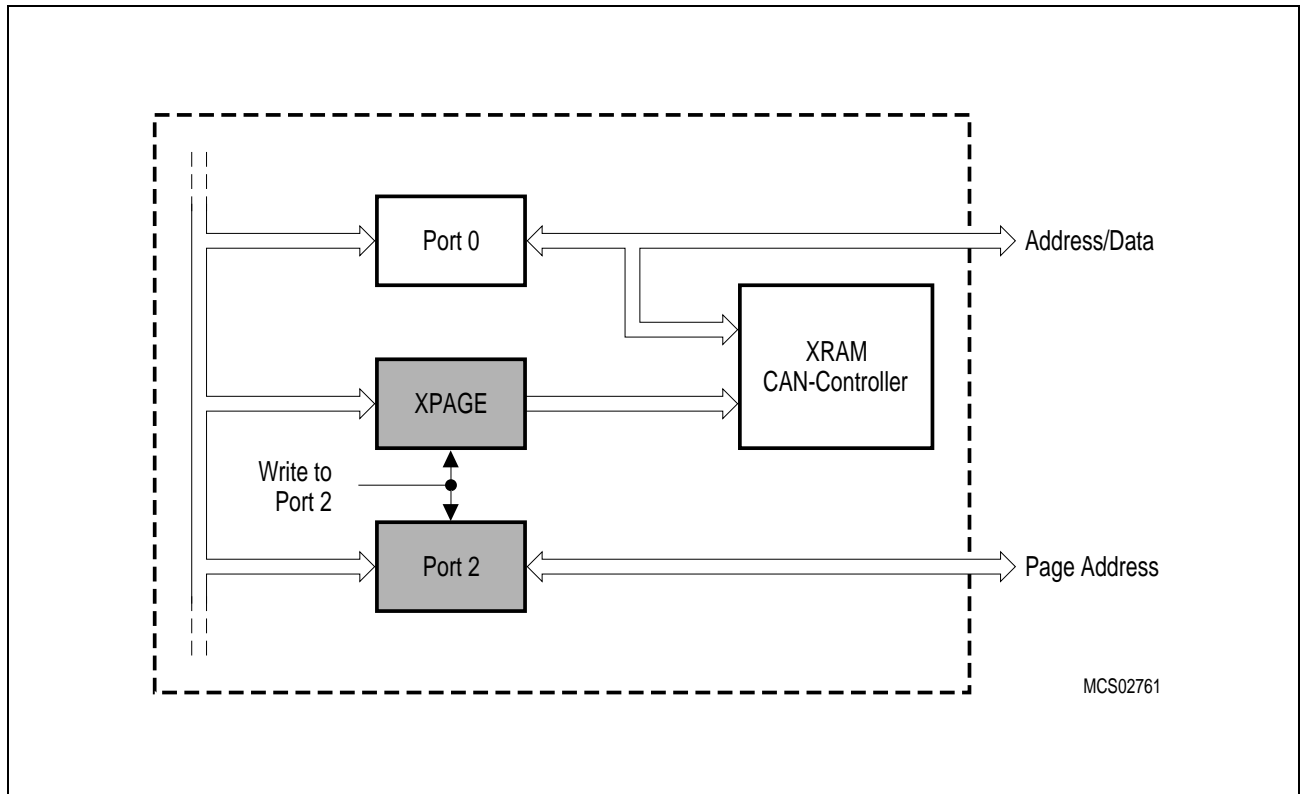 Port 0
Address/Data
XRAM
CAN-Controller
XPAGE
Write to
Port 2
Port 2
Page Address
MCS02761